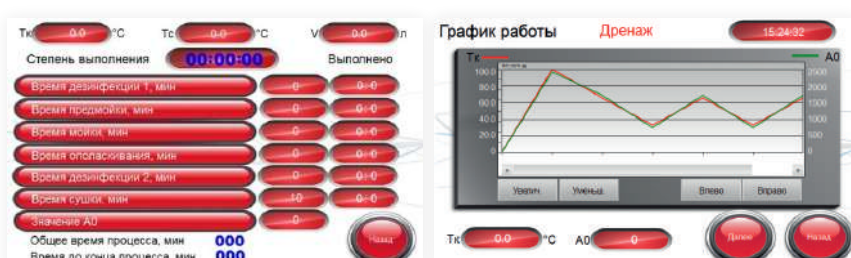 Тк 0.0 °C Тс 0.0 °C V 0.0 л
Степень выполнения 00:00:00 Выполнено
Время дезинфекции 1, мин 0 0:0
Время предмойки, мин 0 0:0
Время мойки, мин 0 0:0
Время ополаскивания, мин 0 0:0
Время дезинфекции 2, мин 0 0:0
Время сушки, мин 10 0:0
Значение A0 0
Общее время процесса, мин 000
Время до конца процесса, мин 000
Назад
График работы Дренаж 15:24:32
Тк A0
100.0 2500
80.0 2000
60.0 1500
40.0 1000
20.0 500
0 0
Увелич. Уменьш. Влево Вправо
Тк 0.0 °C A0 0 Далее Назад